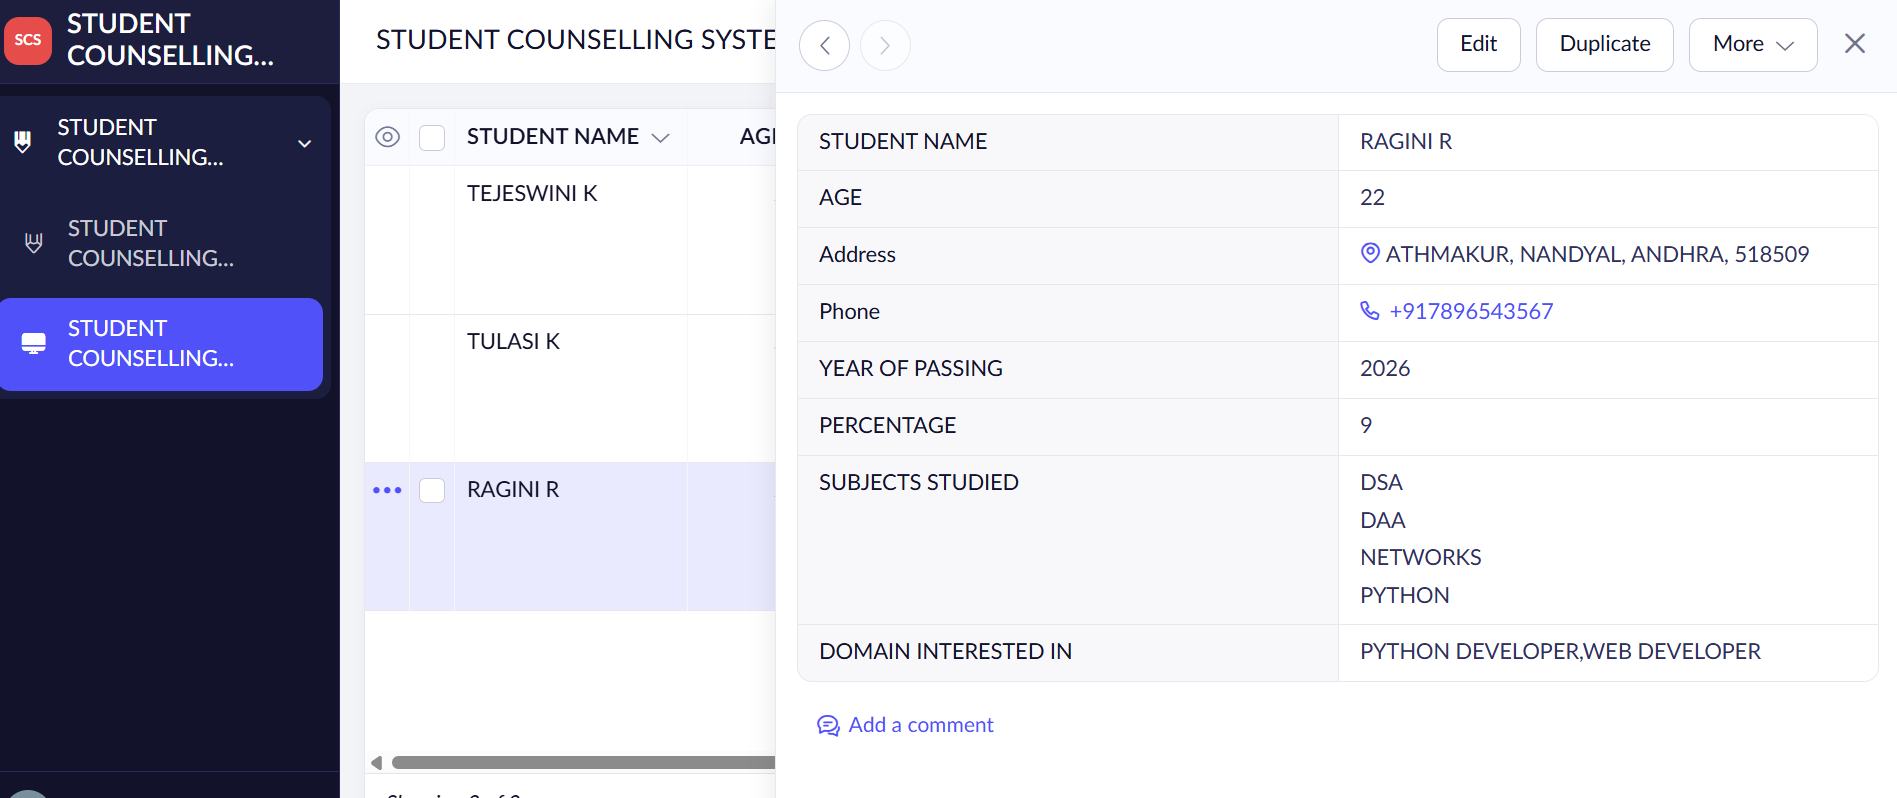 SCS
STUDENT
COUNSELLING...
STUDENT
COUNSELLING...
STUDENT
COUNSELLING...
STUDENT
COUNSELLING...
STUDENT COUNSELLING SYSTE
STUDENT NAME
TEJESWINI K
TULASI K
RAGINI R
Edit
Duplicate
More
STUDENT NAME
RAGINI R
AGE
22
Address
ATHMAKUR, NANDYAL, ANDHRA, 518509
Phone
+917896543567
YEAR OF PASSING
2026
PERCENTAGE
9
SUBJECTS STUDIED
DSA
DAA
NETWORKS
PYTHON
DOMAIN INTERESTED IN
PYTHON DEVELOPER,WEB DEVELOPER
Add a comment